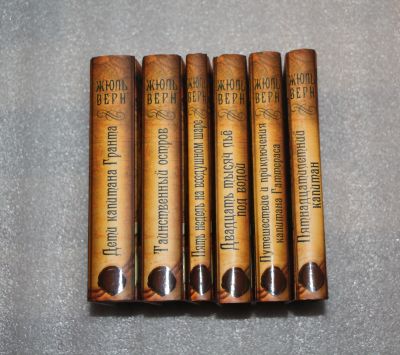 ЖЮЛЬ
ВЕРН
Дети капитана Гранта
ЖЮЛЬ
ВЕРН
Таинственный остров
ЖЮЛЬ
ВЕРН
Пять недель на воздушном шаре
ЖЮЛЬ
ВЕРН
Двадцать тысяч льё
под водой
ЖЮЛЬ
ВЕРН
Путешествие и приключения
капитана Гаттераса
ЖЮЛЬ
ВЕРН
Пятнадцатилетний
капитан